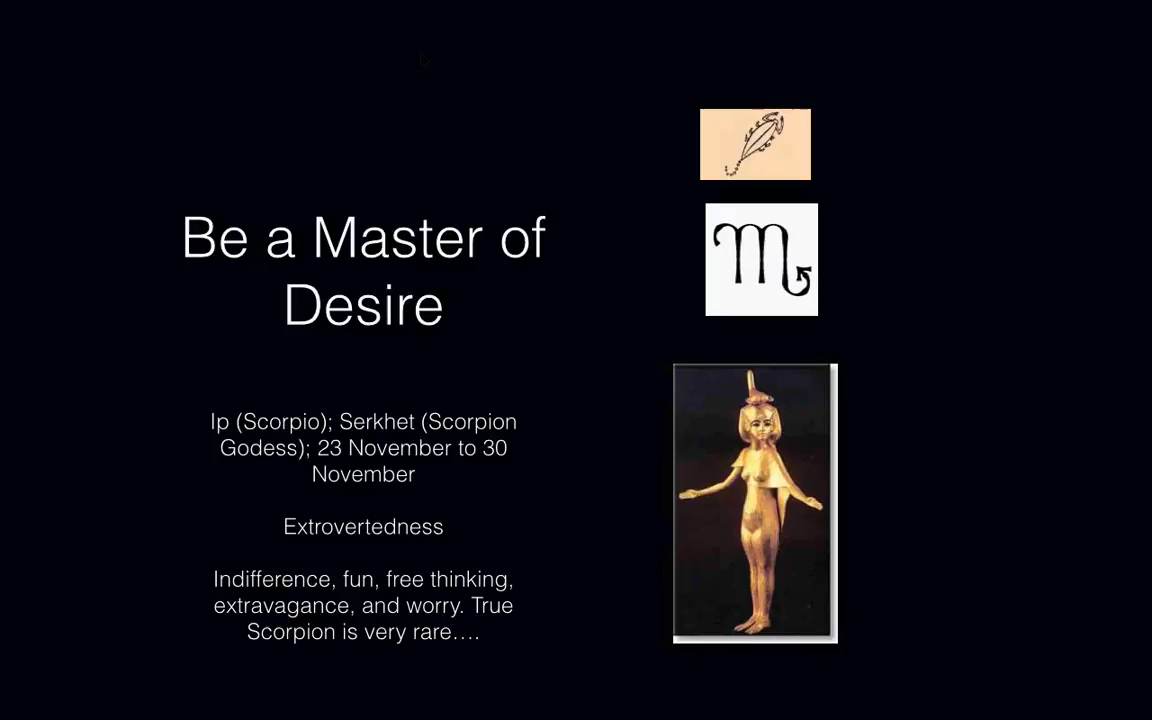 Be a Master of
Desire
Ip (Scorpio); Serkhet (Scorpion
Godess); 23 November to 30
November
Extrovertedness
Indifference, fun, free thinking,
extravagance, and worry. True
Scorpion is very rare….